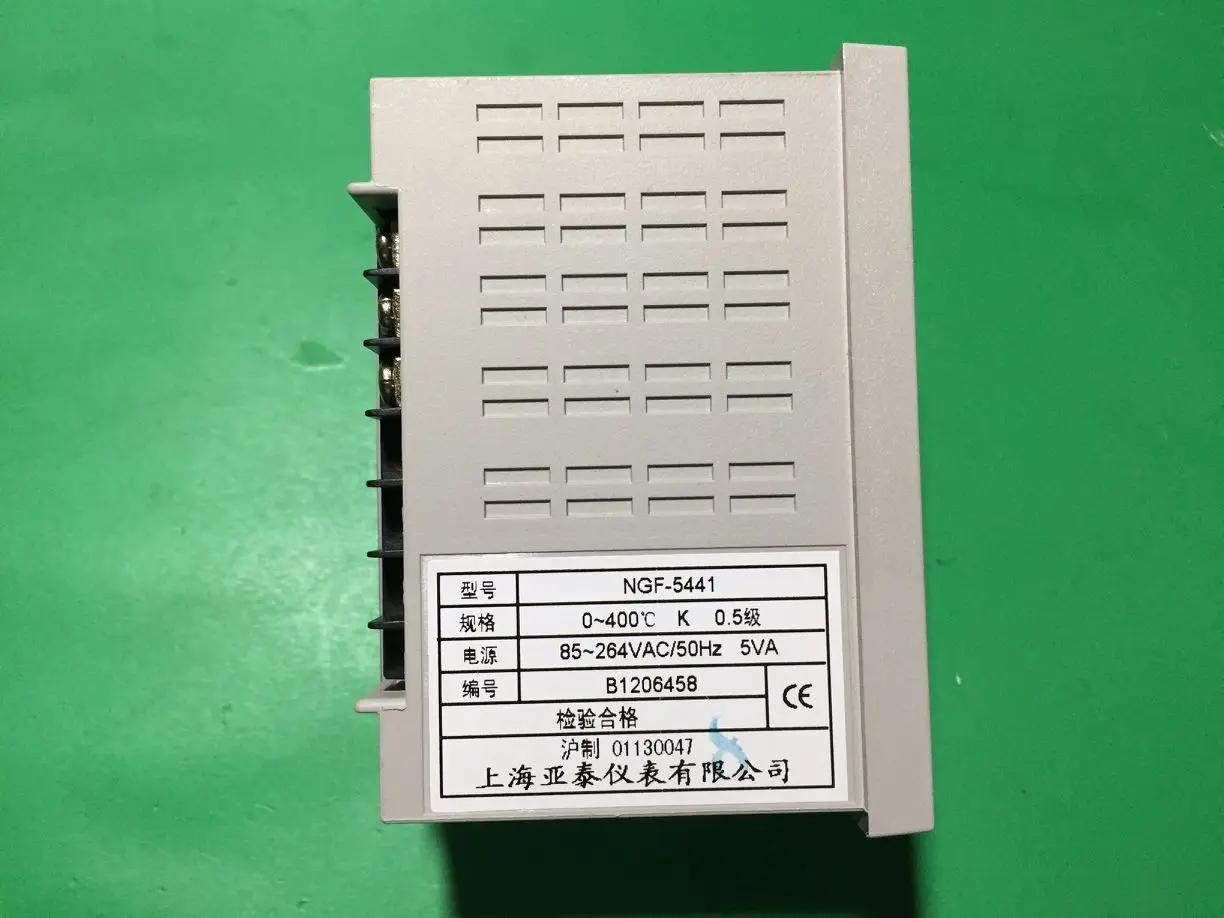 型号 NGF-5441
规格 0~400℃ K 0.5级
电源 85~264VAC/50Hz 5VA
编号 B1206458
CE
检验合格
沪制 01130047
上海亚泰仪表有限公司